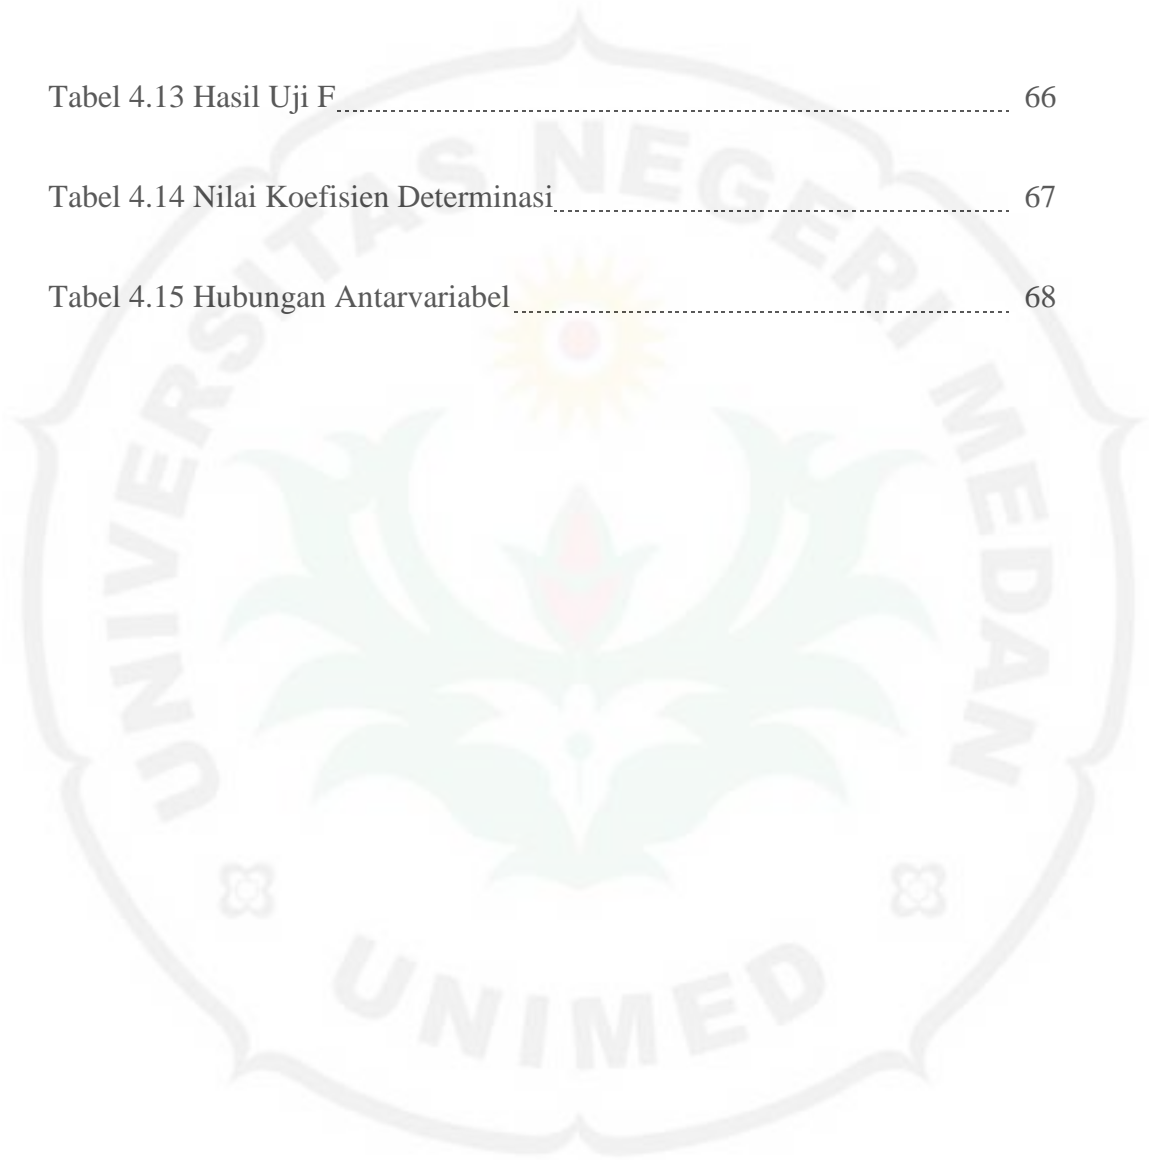 Tabel 4.13 Hasil Uji F 66
Tabel 4.14 Nilai Koefisien Determinasi 67
Tabel 4.15 Hubungan Antarvariabel 68
UNIVERSITAS NEGERI MEDAN
UNIMED